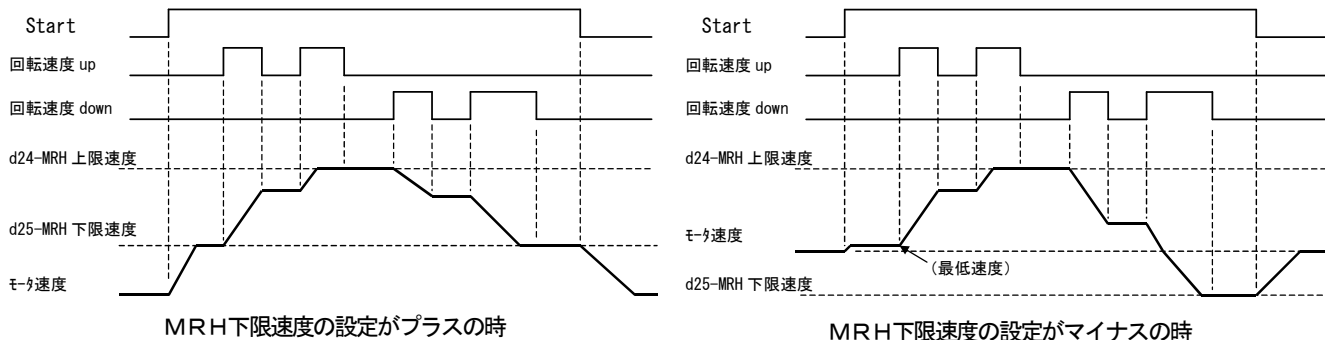 Start
回転速度 up
回転速度 down
d24-MRH 上限速度
d25-MRH 下限速度
モータ速度
MRH下限速度の設定がプラスの時
Start
回転速度 up
回転速度 down
d24-MRH 上限速度
モータ速度
(最低速度)
d25-MRH 下限速度
MRH下限速度の設定がマイナスの時